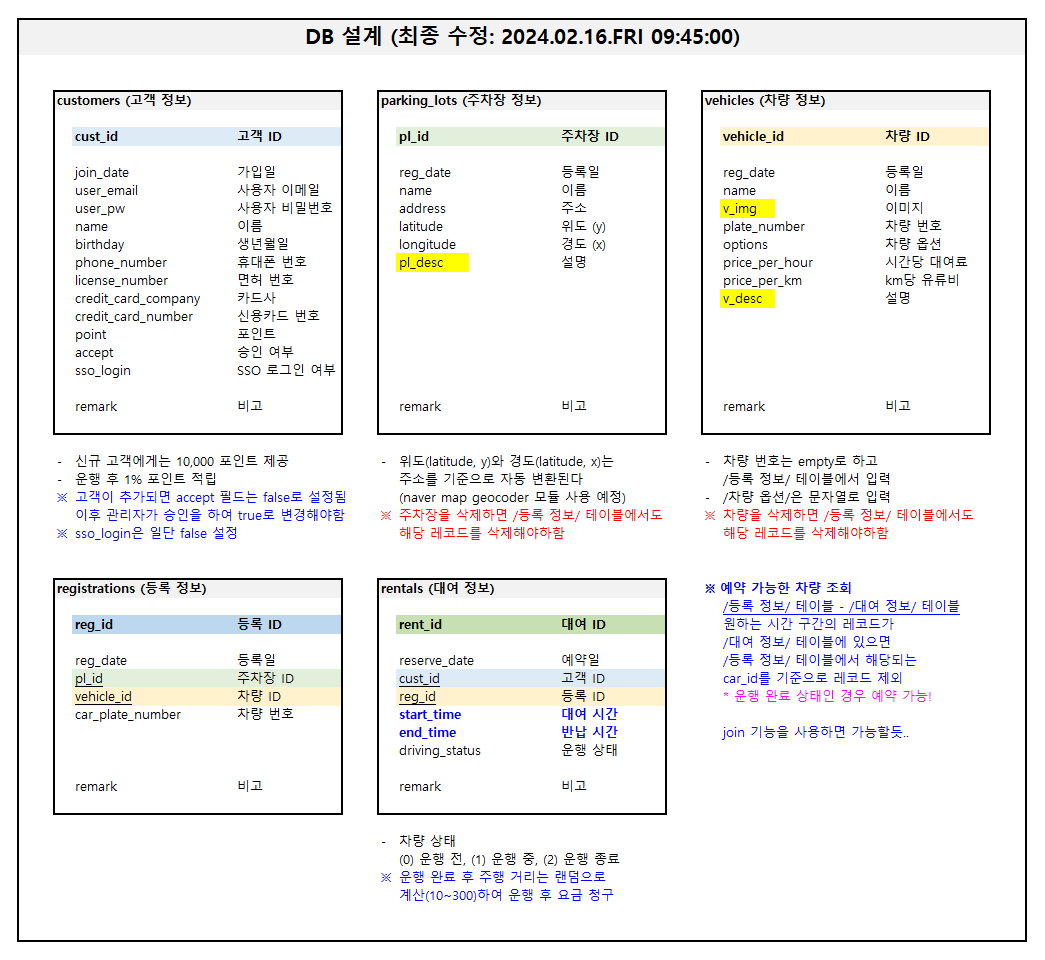 DB 설계 (최종 수정: 2024.02.16.FRI 09:45:00)
customers (고객 정보)
cust_id 고객 ID
join_date 가입일
user_email 사용자 이메일
user_pw 사용자 비밀번호
name 이름
birthday 생년월일
phone_number 휴대폰 번호
license_number 면허 번호
credit_card_company 카드사
credit_card_number 신용카드 번호
point 포인트
accept 승인 여부
sso_login SSO 로그인 여부
remark 비고
- 신규 고객에게는 10,000 포인트 제공
- 운행 후 1% 포인트 적립
※ 고객이 추가되면 accept 필드는 false로 설정됨
이후 관리자가 승인을 하여 true로 변경해야함
※ sso_login은 일단 false 설정
parking_lots (주차장 정보)
pl_id 주차장 ID
reg_date 등록일
name 이름
address 주소
latitude 위도 (y)
longitude 경도 (x)
pl_desc 설명
remark 비고
- 위도(latitude, y)와 경도(latitude, x)는
주소를 기준으로 자동 변환된다
(naver map geocoder 모듈 사용 예정)
※ 주차장을 삭제하면 /등록 정보/ 테이블에서도
해당 레코드를 삭제해야하함
vehicles (차량 정보)
vehicle_id 차량 ID
reg_date 등록일
name 이름
v_img 이미지
plate_number 차량 번호
options 차량 옵션
price_per_hour 시간당 대여료
price_per_km km당 유류비
v_desc 설명
remark 비고
- 차량 번호는 empty로 하고
/등록 정보/ 테이블에서 입력
- /차량 옵션/은 문자열로 입력
※ 차량을 삭제하면 /등록 정보/ 테이블에서도
해당 레코드를 삭제해야하함
registrations (등록 정보)
reg_id 등록 ID
reg_date 등록일
pl_id 주차장 ID
vehicle_id 차량 ID
car_plate_number 차량 번호
remark 비고
rentals (대여 정보)
rent_id 대여 ID
reserve_date 예약일
cust_id 고객 ID
reg_id 등록 ID
start_time 대여 시간
end_time 반납 시간
driving_status 운행 상태
remark 비고
- 차량 상태
(0) 운행 전, (1) 운행 중, (2) 운행 종료
※ 운행 완료 후 주행 거리는 랜덤으로
계산(10~300)하여 운행 후 요금 청구
※ 예약 가능한 차량 조회
/등록 정보/ 테이블 - /대여 정보/ 테이블
원하는 시간 구간의 레코드가
/대여 정보/ 테이블에 있으면
/등록 정보/ 테이블에서 해당되는
car_id를 기준으로 레코드 제외
* 운행 완료 상태인 경우 예약 가능!
join 기능을 사용하면 가능할듯..